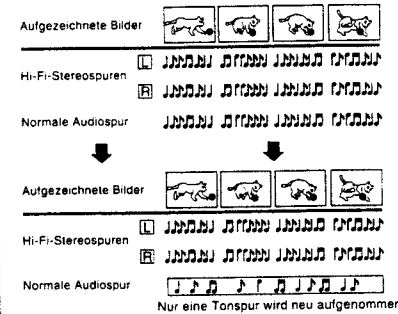 Aufgezeichnete Bilder
L
Hi-Fi-Stereospuren
R
Normale Audiospur
Aufgezeichnete Bilder
L
Hi-Fi-Stereospuren
R
Normale Audiospur
Nur eine Tonspur wird neu aufgenommen